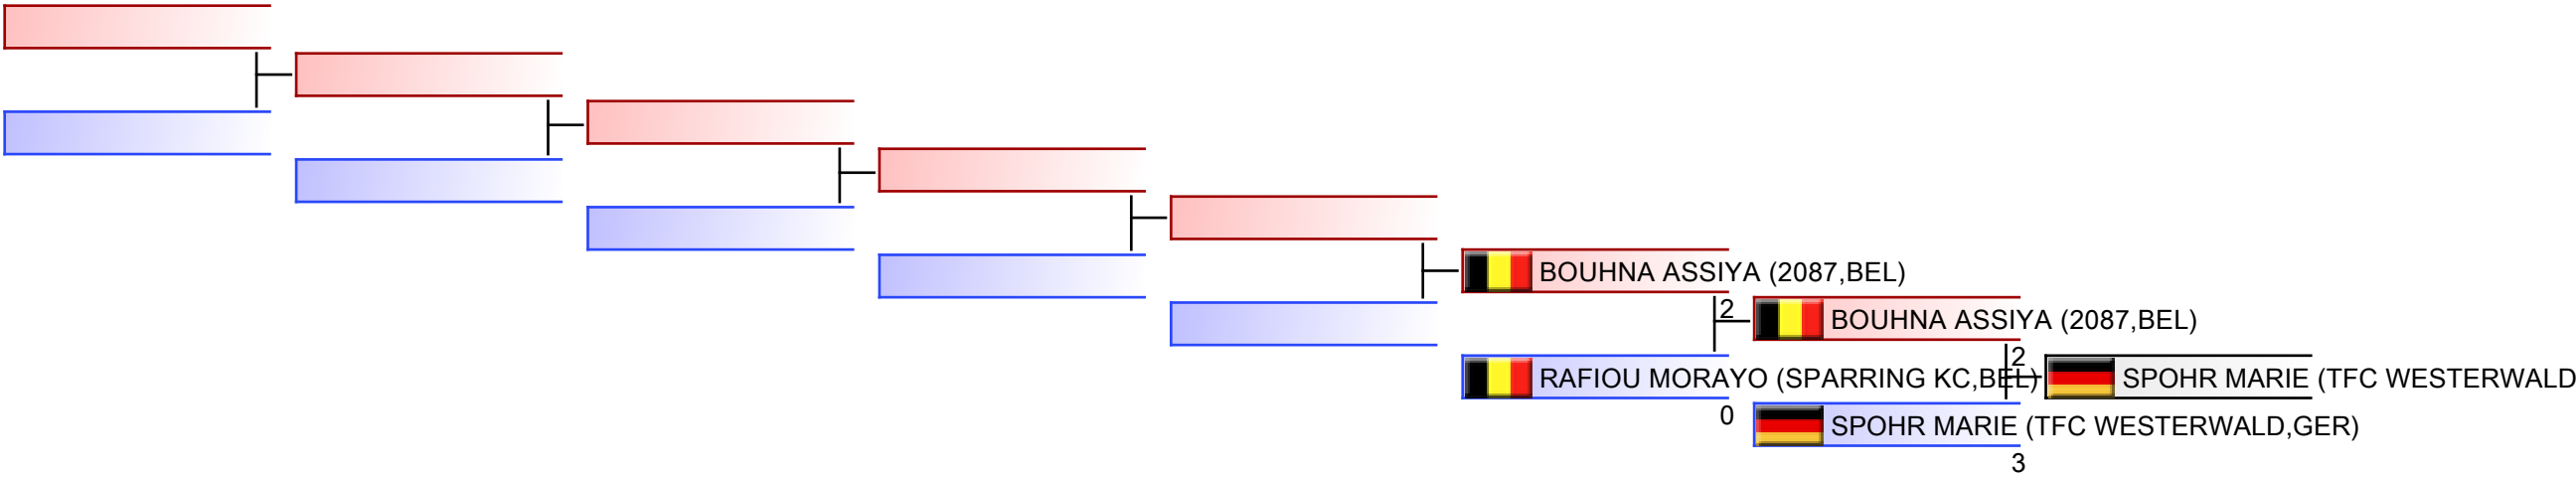 BOUHNA ASSIYA (2087,BEL)
2
BOUHNA ASSIYA (2087,BEL)
2
RAFIOU MORAYO (SPARRING KC,BEL)
SPOHR MARIE (TFC WESTERWALD
0
SPOHR MARIE (TFC WESTERWALD,GER)
3